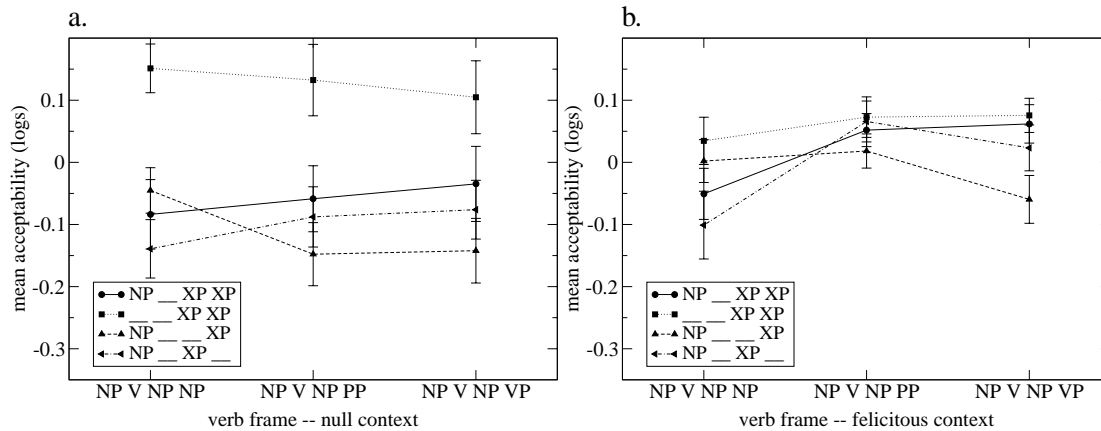 a.
mean acceptability (logs)
0.1
0
-0.1
-0.2
-0.3
NP __ XP XP
__ __ XP XP
NP __ __ XP
NP __ XP __
NP V NP NP
NP V NP PP
NP V NP VP
verb frame -- null context
b.
mean acceptability (logs)
0.1
0
-0.1
-0.2
-0.3
NP __ XP XP
__ __ XP XP
NP __ __ XP
NP __ XP __
NP V NP NP
NP V NP PP
NP V NP VP
verb frame -- felicitous context